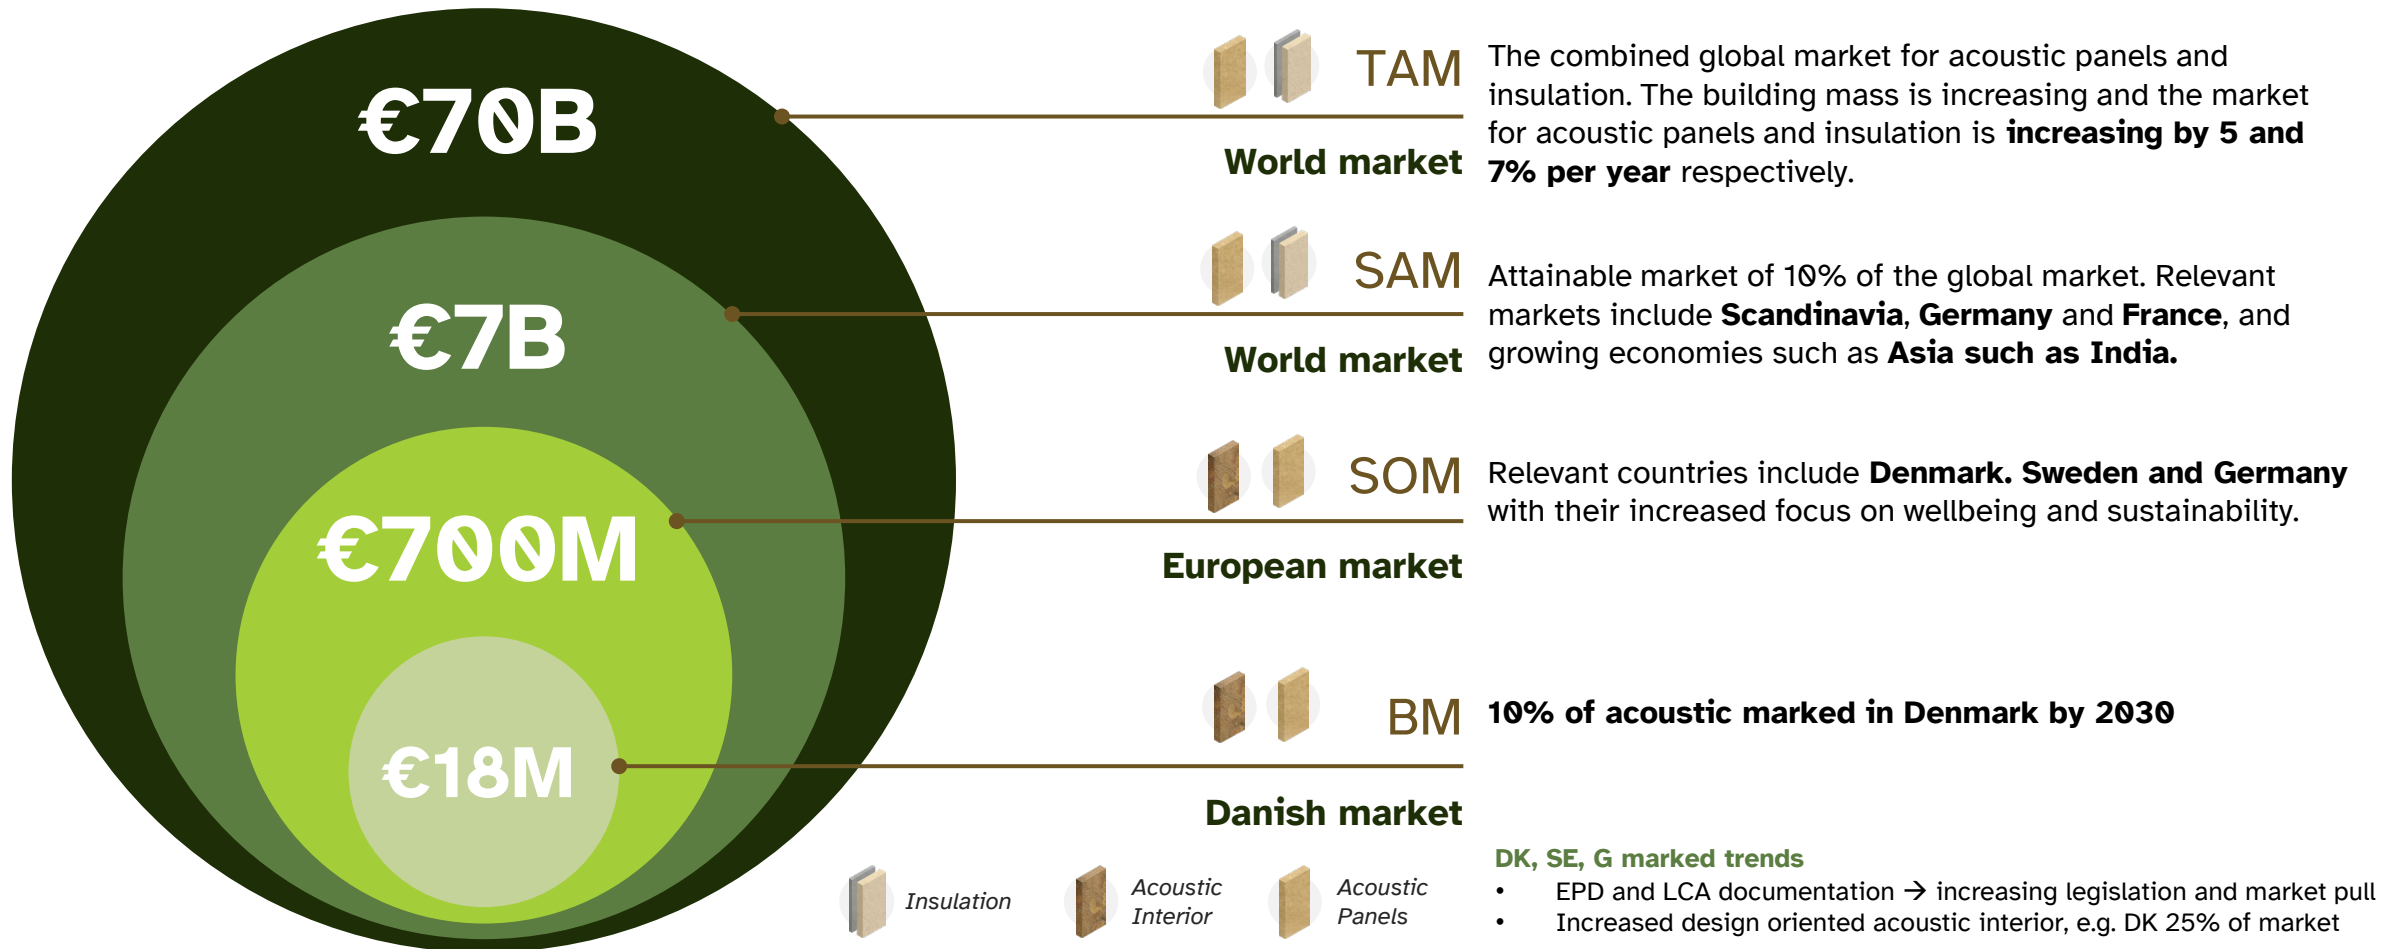 €70B
TAM
World market
The combined global market for acoustic panels and
insulation. The building mass is increasing and the market
for acoustic panels and insulation is increasing by 5 and
7% per year respectively.
€7B
SAM
World market
Attainable market of 10% of the global market. Relevant
markets include Scandinavia, Germany and France, and
growing economies such as Asia such as India.
€700M
SOM
European market
Relevant countries include Denmark. Sweden and Germany
with their increased focus on wellbeing and sustainability.
€18M
BM
Danish market
10% of acoustic marked in Denmark by 2030
Insulation
Acoustic
Interior
Acoustic
Panels
DK, SE, G marked trends
• EPD and LCA documentation → increasing legislation and market pull
• Increased design oriented acoustic interior, e.g. DK 25% of market